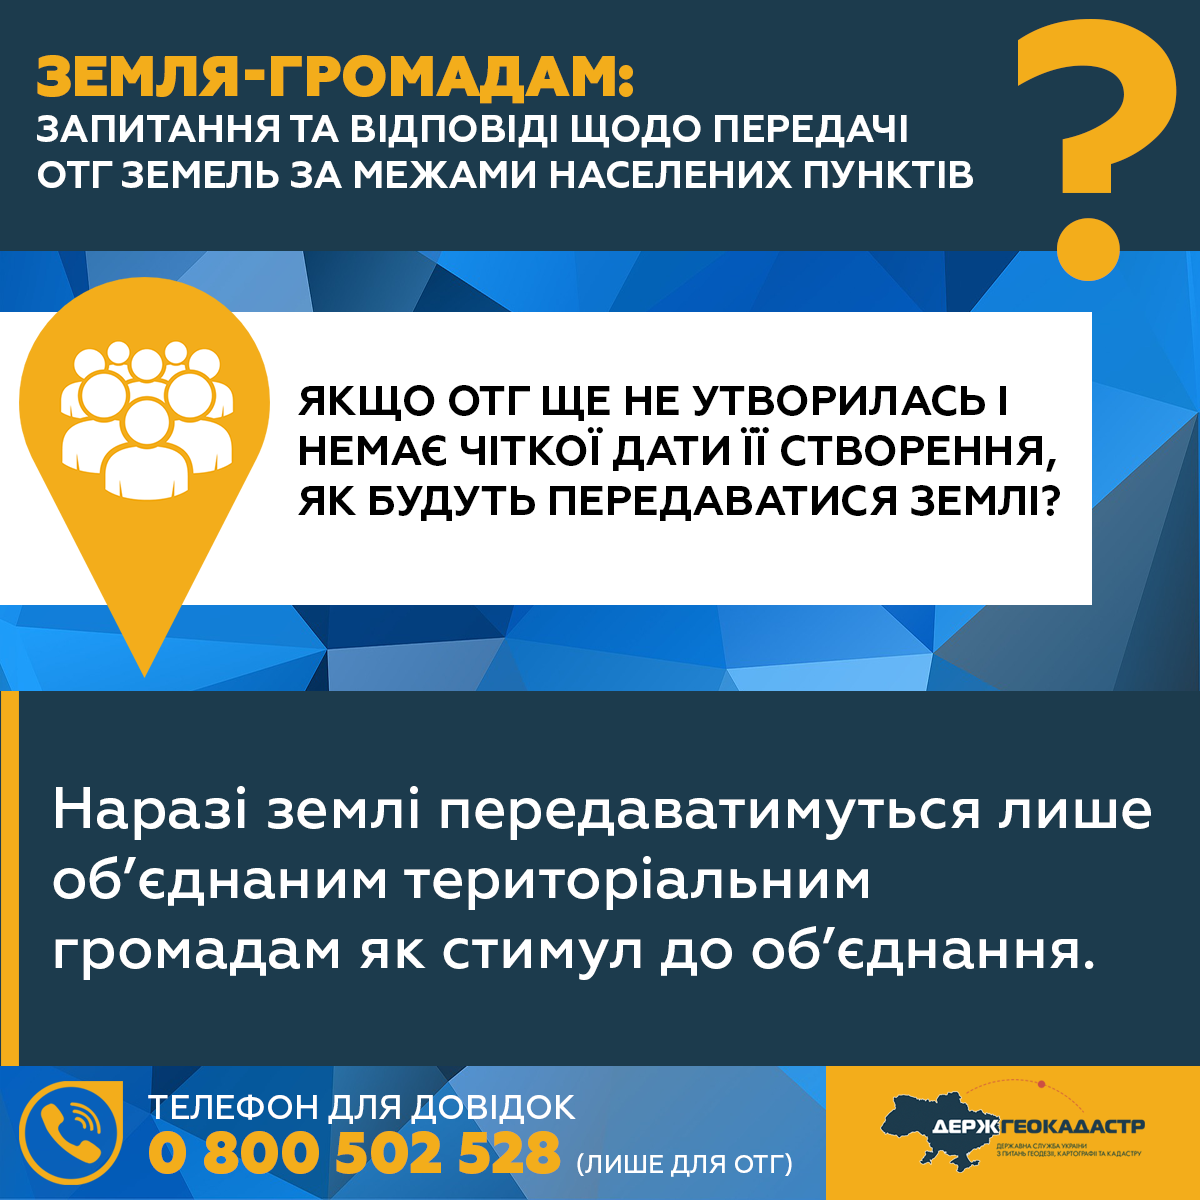 ЗЕМЛЯ-ГРОМАДАМ:
ЗАПИТАННЯ ТА ВІДПОВІДІ ЩОДО ПЕРЕДАЧІ
ОТГ ЗЕМЕЛЬ ЗА МЕЖАМИ НАСЕЛЕНИХ ПУНКТІВ
?
ЯКЩО ОТГ ЩЕ НЕ УТВОРИЛАСЬ І
НЕМАЄ ЧІТКОЇ ДАТИ ЇЇ СТВОРЕННЯ,
ЯК БУДУТЬ ПЕРЕДАВАТИСЯ ЗЕМЛІ?
Наразі землі передаватимуться лише
об’єднаним територіальним
громадам як стимул до об’єднання.
ТЕЛЕФОН ДЛЯ ДОВІДОК
0 800 502 528 (ЛИШЕ ДЛЯ ОТГ)
ДЕРЖГЕОКАДАСТР
ДЕРЖАВНА СЛУЖБА УКРАЇНИ
З ПИТАНЬ ГЕОДЕЗІЇ, КАРТОГРАФІЇ ТА КАДАСТРУ